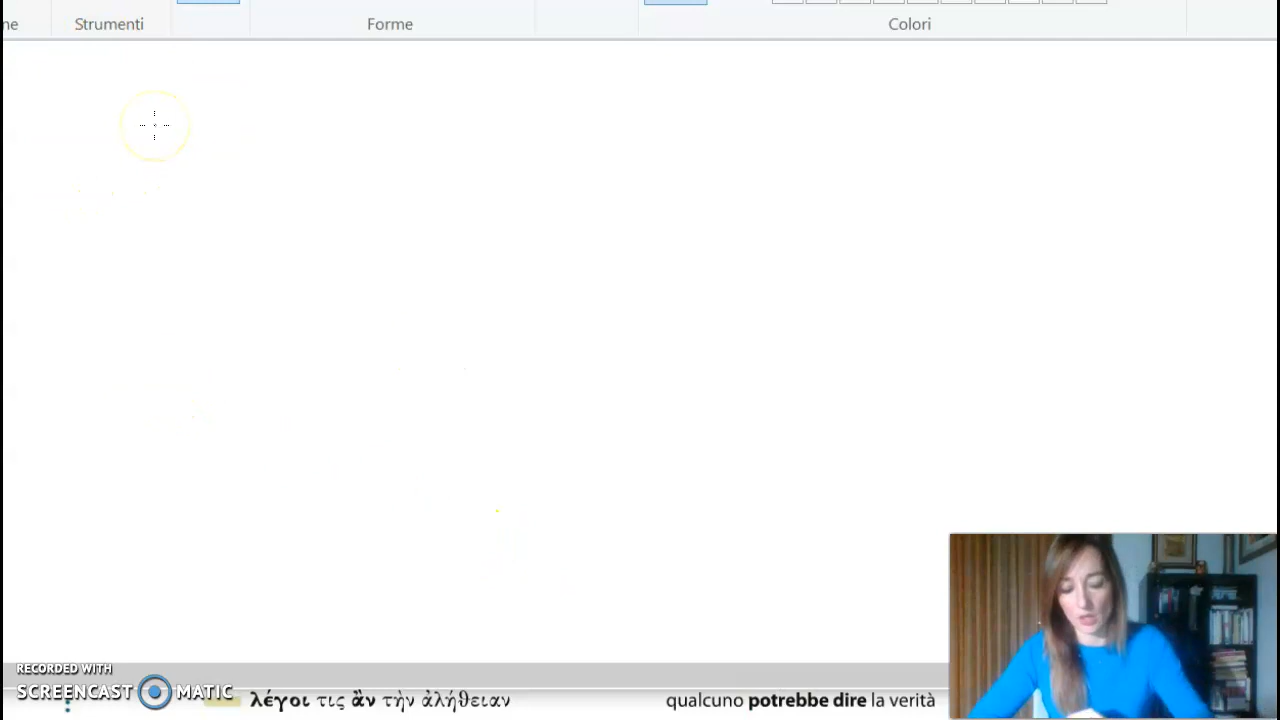 ne Strumenti Forme Colori
RECORDED WITH
SCREENCAST MATIC
λέγοι τις ἂν τὴν ἀλήθειαν qualcuno potrebbe dire la verità